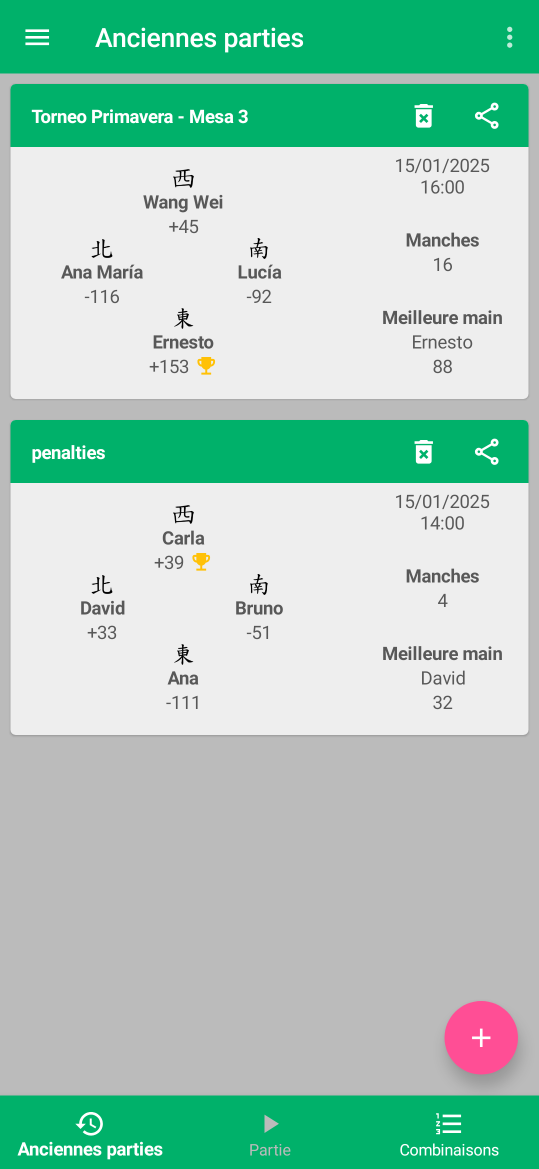 Anciennes parties
Torneo Primavera - Mesa 3
西
Wang Wei
+45
北
Ana María
-116
南
Lucía
-92
東
Ernesto
+153
15/01/2025
16:00
Manches
16
Meilleure main
Ernesto
88
penalties
西
Carla
+39
北
David
+33
南
Bruno
-51
東
Ana
-111
15/01/2025
14:00
Manches
4
Meilleure main
David
32
Anciennes parties
Partie
Combinaisons